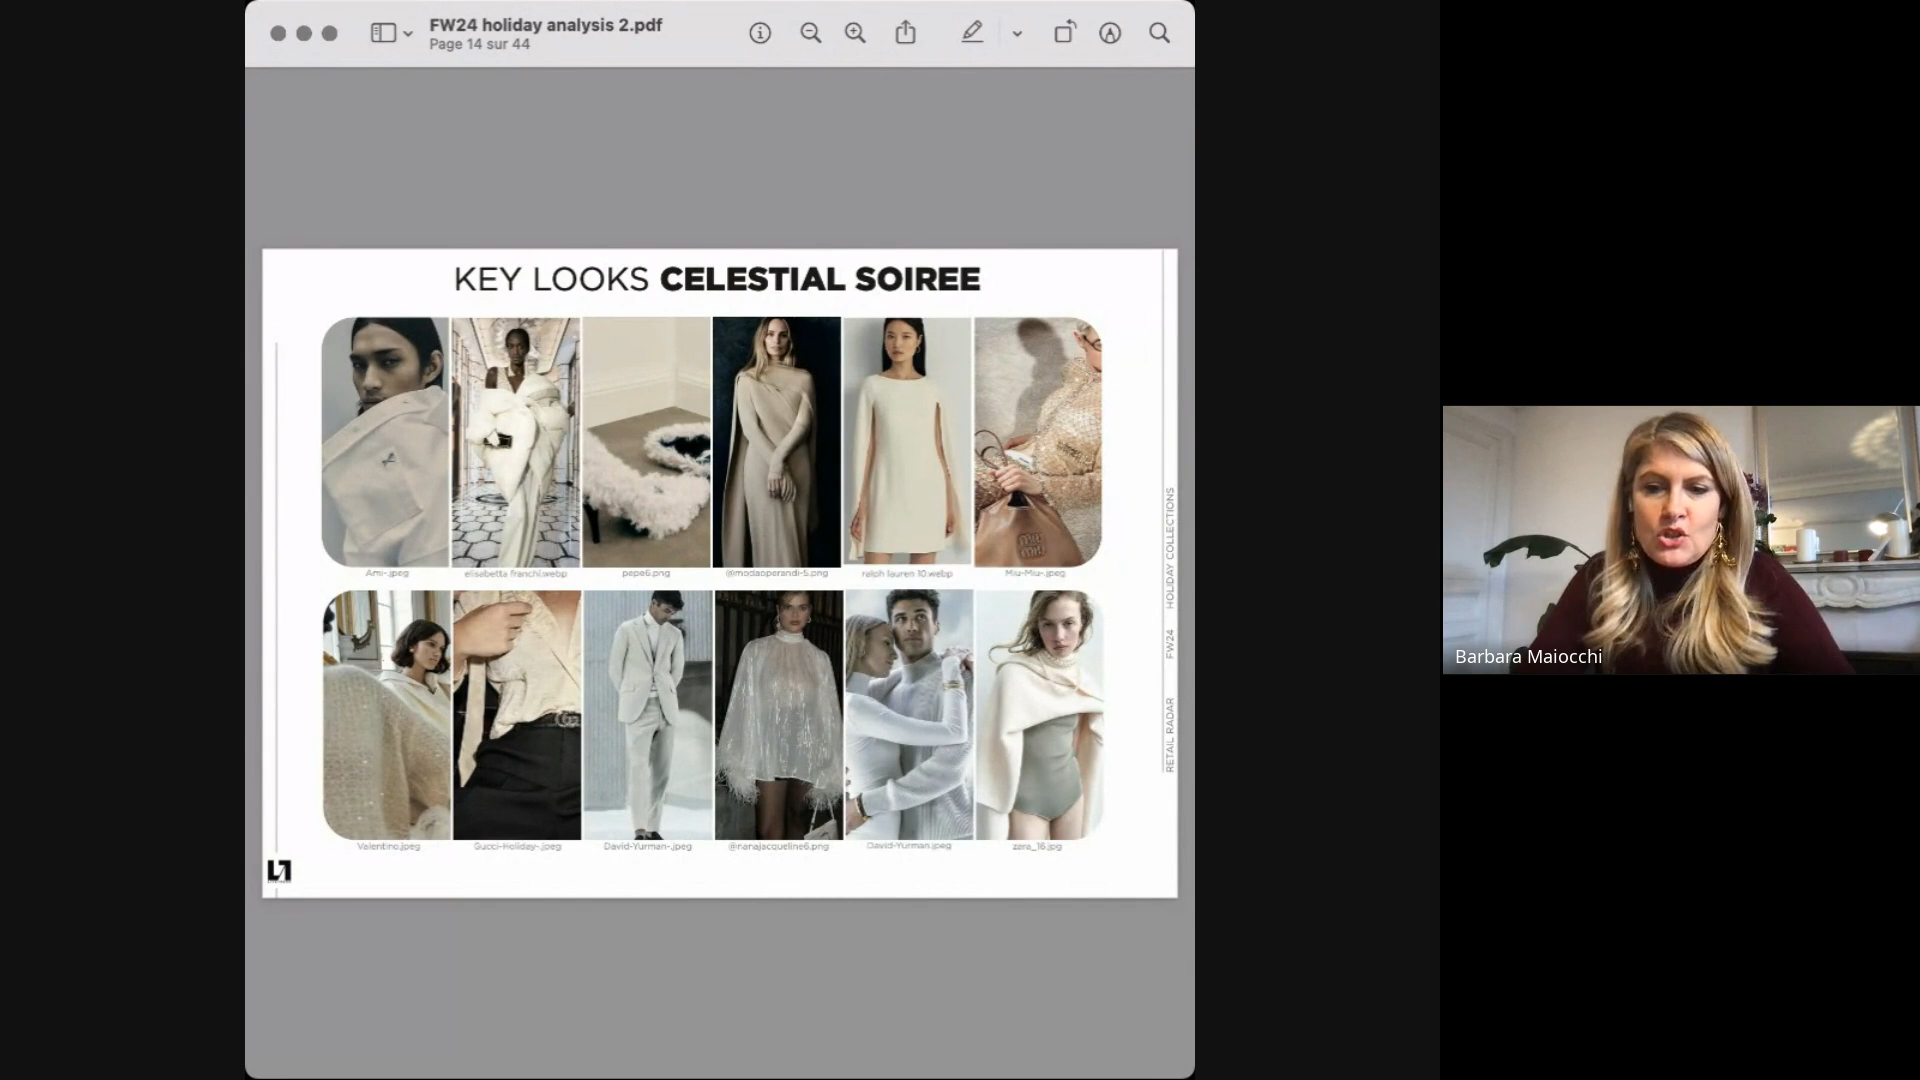 FW24 holiday analysis 2.pdf
Page 14 sur 44
KEY LOOKS CELESTIAL SOIREE
Ami-.jpeg
elisabetta franchi.webp
pepe6.png
@modaoperandi-5.png
ralph lauren 10.webp
Miu-Miu-.jpeg
miu
miu
Valentino.jpeg
Gucci-Holiday-.jpeg
David-Yurman-.jpeg
@nanajacqueline6.png
David-Yurman.jpeg
zara_16.jpg
RETAIL RADAR FW24 HOLIDAY COLLECTIONS
Barbara Maiocchi